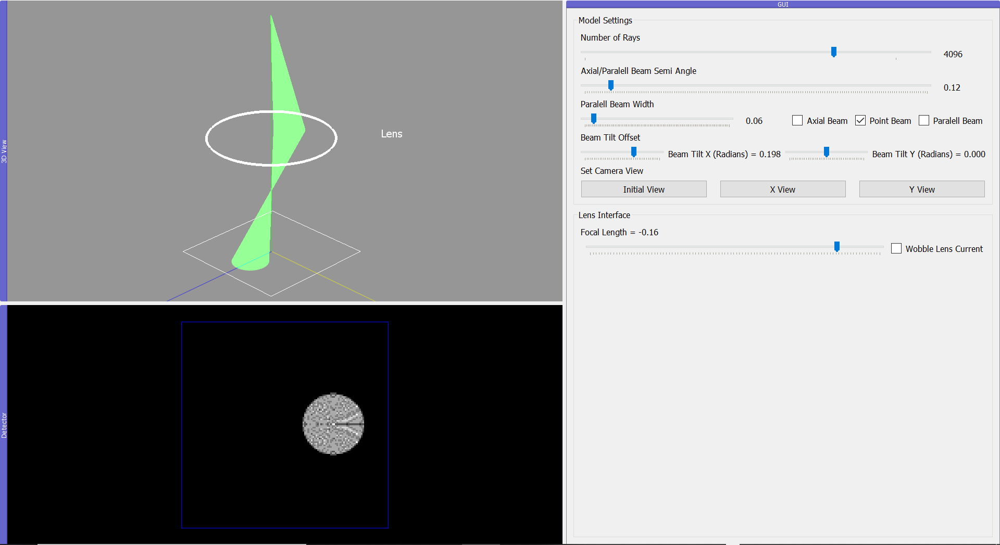 3D View
Lens
Detector
GUI
Model Settings
Number of Rays
4096
Axial/Paralell Beam Semi Angle
0.12
Paralell Beam Width
0.06 Axial Beam Point Beam Paralell Beam
Beam Tilt Offset
Beam Tilt X (Radians) = 0.198 Beam Tilt Y (Radians) = 0.000
Set Camera View
Initial View X View Y View
Lens Interface
Focal Length = -0.16
Wobble Lens Current